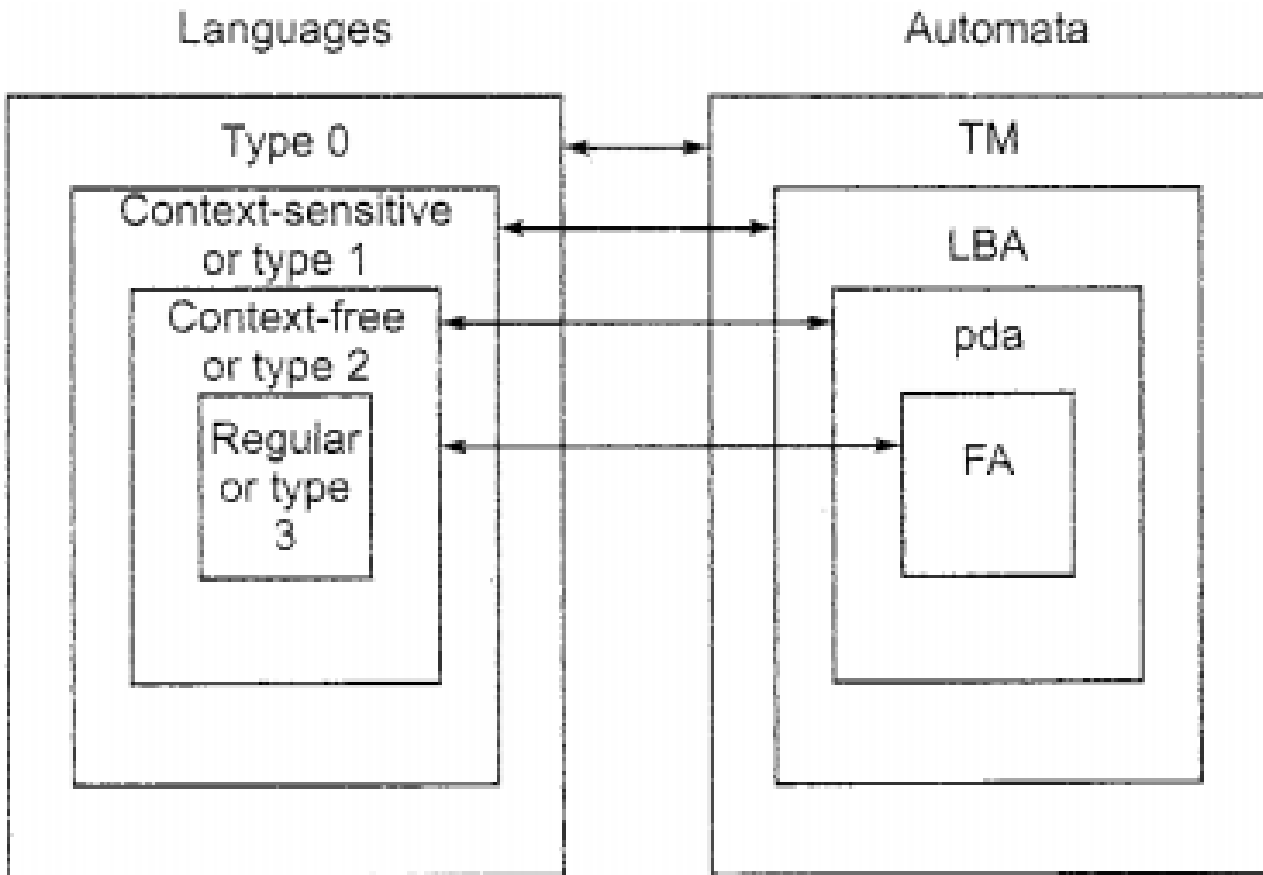 Languages
Automata
Type 0
TM
Context-sensitive
or type 1
LBA
Context-free
or type 2
pda
Regular
or type
3
FA